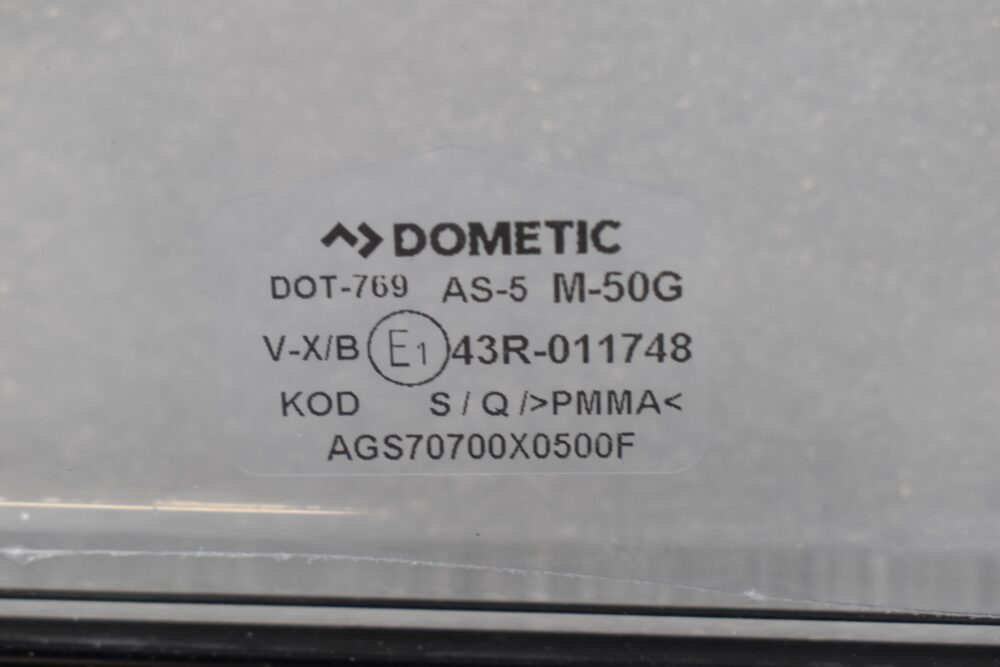 DOMETIC
DOT-769 AS-5 M-50G
V-X/B E1 43R-011748
KOD S / Q />PMMA<
AGS70700X0500F